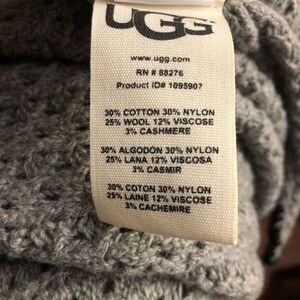 UGG
www.ugg.com
RN # 88276
Product ID# 1095907
30% COTTON 30% NYLON
25% WOOL 12% VISCOSE
3% CASHMERE
30% ALGODON 30% NYLON
25% LANA 12% VISCOSA
3% CASMIR
30% COTON 30% NYLON
25% LAINE 12% VISCOSE
3% CACHEMIRE